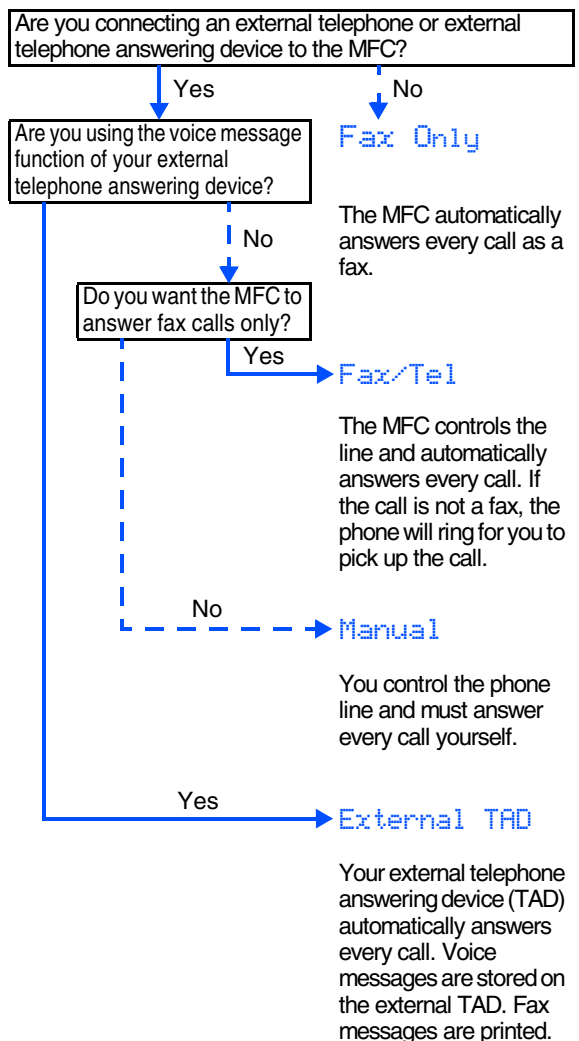 Are you connecting an external telephone or external
telephone answering device to the MFC?
Yes
No
Are you using the voice message
function of your external
telephone answering device?
Fax Only
The MFC automatically
answers every call as a
fax.
No
Do you want the MFC to
answer fax calls only?
Yes
Fax/Tel
The MFC controls the
line and automatically
answers every call. If
the call is not a fax, the
phone will ring for you to
pick up the call.
No
Manual
You control the phone
line and must answer
every call yourself.
Yes
External TAD
Your external telephone
answering device (TAD)
automatically answers
every call. Voice
messages are stored on
the external TAD. Fax
messages are printed.